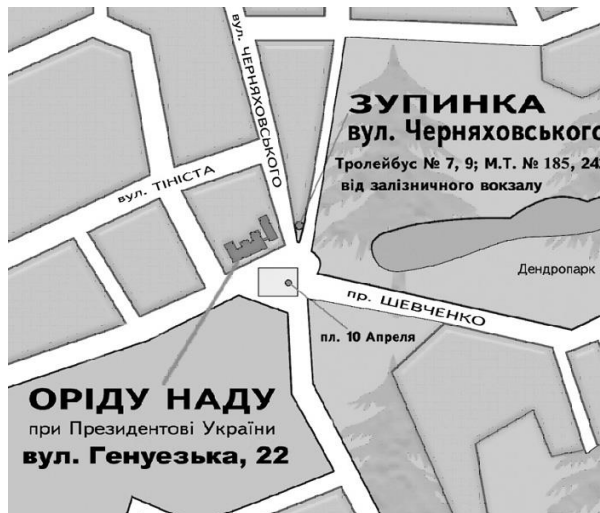 вул. ЧЕРНЯХОВСЬКОГО
ЗУПИНКА
вул. Черняховського
Тролейбус № 7, 9; М.Т. № 185, 242
від залізничного вокзалу
вул. ТІНІСТА
Дендропарк
пр. ШЕВЧЕНКО
пл. 10 Апреля
ОРІДУ НАДУ
при Президентові України
вул. Генуезька, 22